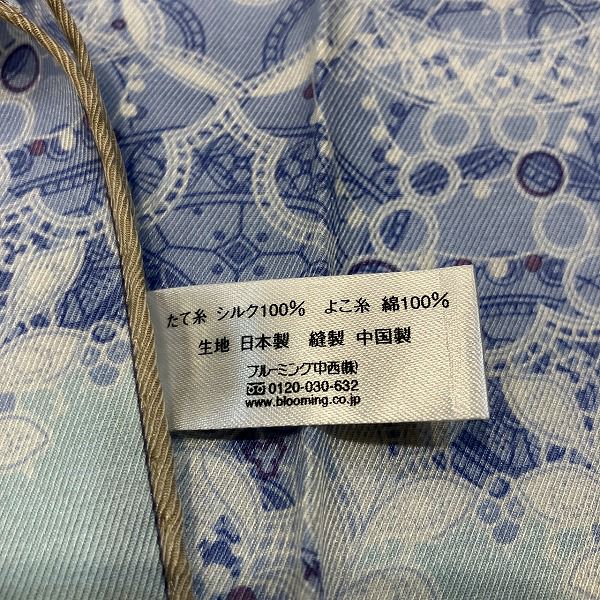 たて糸 シルク100% よこ糸 綿100%
生地 日本製 縫製 中国製
ブルーミング中西㈱
0120-030-632
www.blooming.co.jp